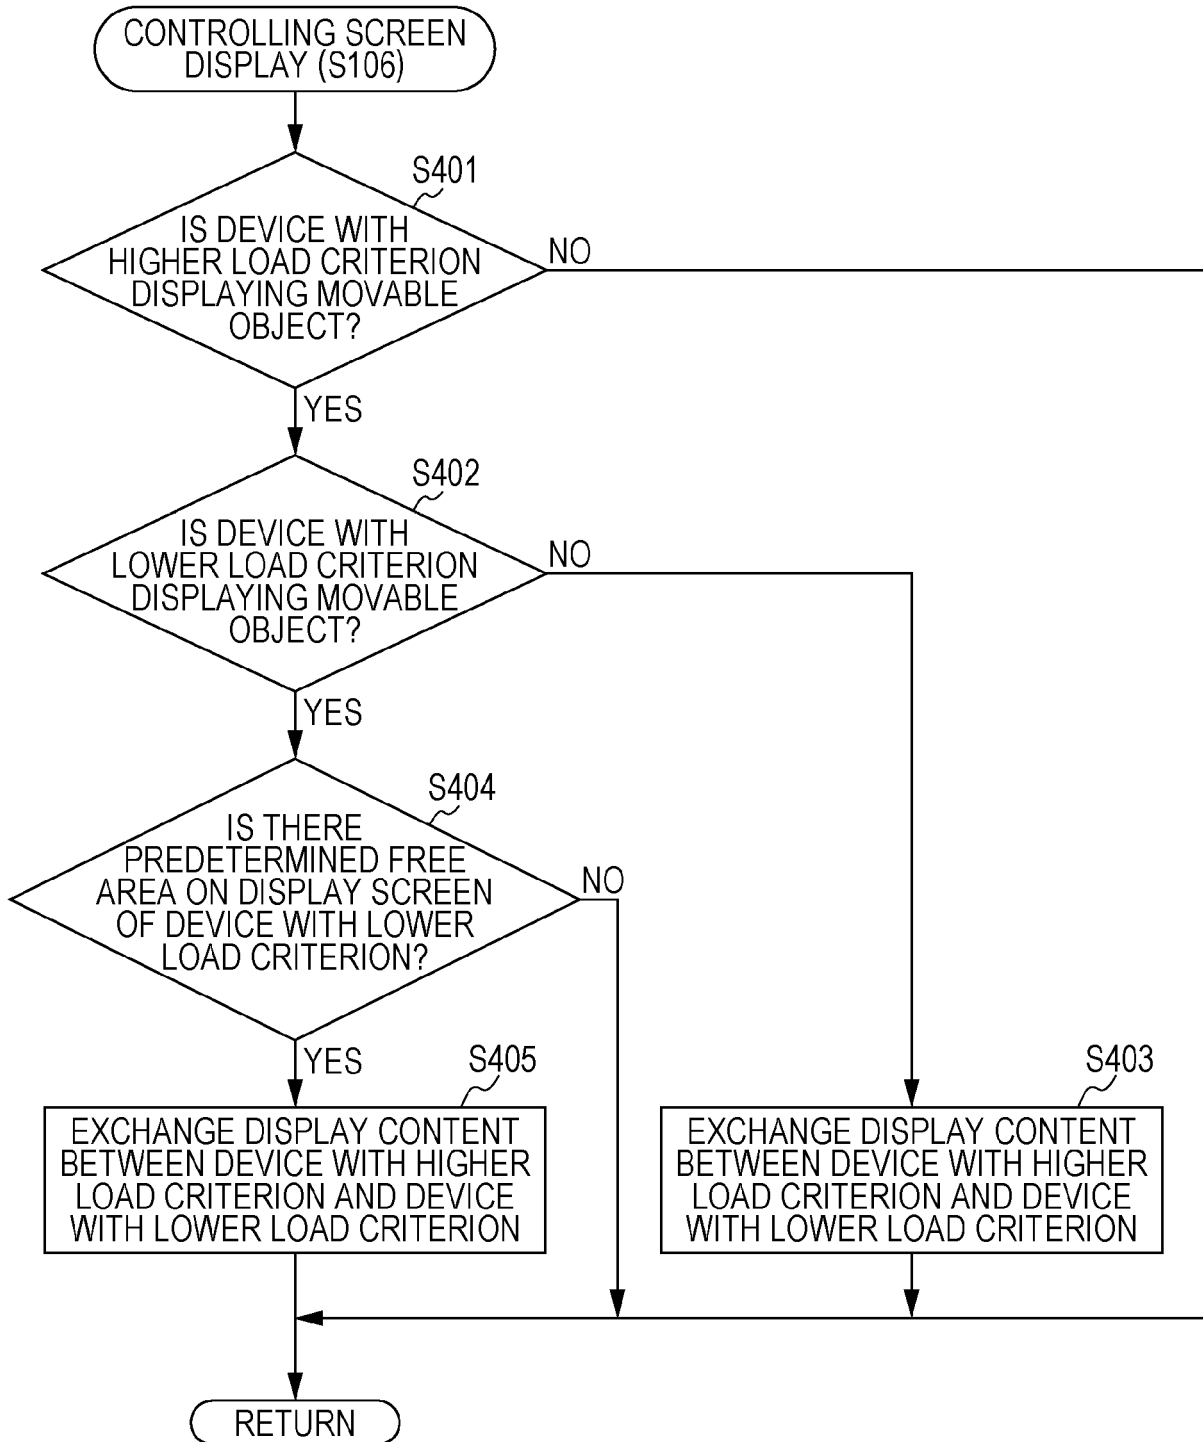 CONTROLLING SCREEN
DISPLAY (S106)
S401
IS DEVICE WITH
HIGHER LOAD CRITERION
DISPLAYING MOVABLE
OBJECT?
NO
YES
S402
IS DEVICE WITH
LOWER LOAD CRITERION
DISPLAYING MOVABLE
OBJECT?
NO
YES
S404
IS THERE
PREDETERMINED FREE
AREA ON DISPLAY SCREEN
OF DEVICE WITH LOWER
LOAD CRITERION?
NO
YES
S405
EXCHANGE DISPLAY CONTENT
BETWEEN DEVICE WITH HIGHER
LOAD CRITERION AND DEVICE
WITH LOWER LOAD CRITERION
S403
EXCHANGE DISPLAY CONTENT
BETWEEN DEVICE WITH HIGHER
LOAD CRITERION AND DEVICE
WITH LOWER LOAD CRITERION
RETURN